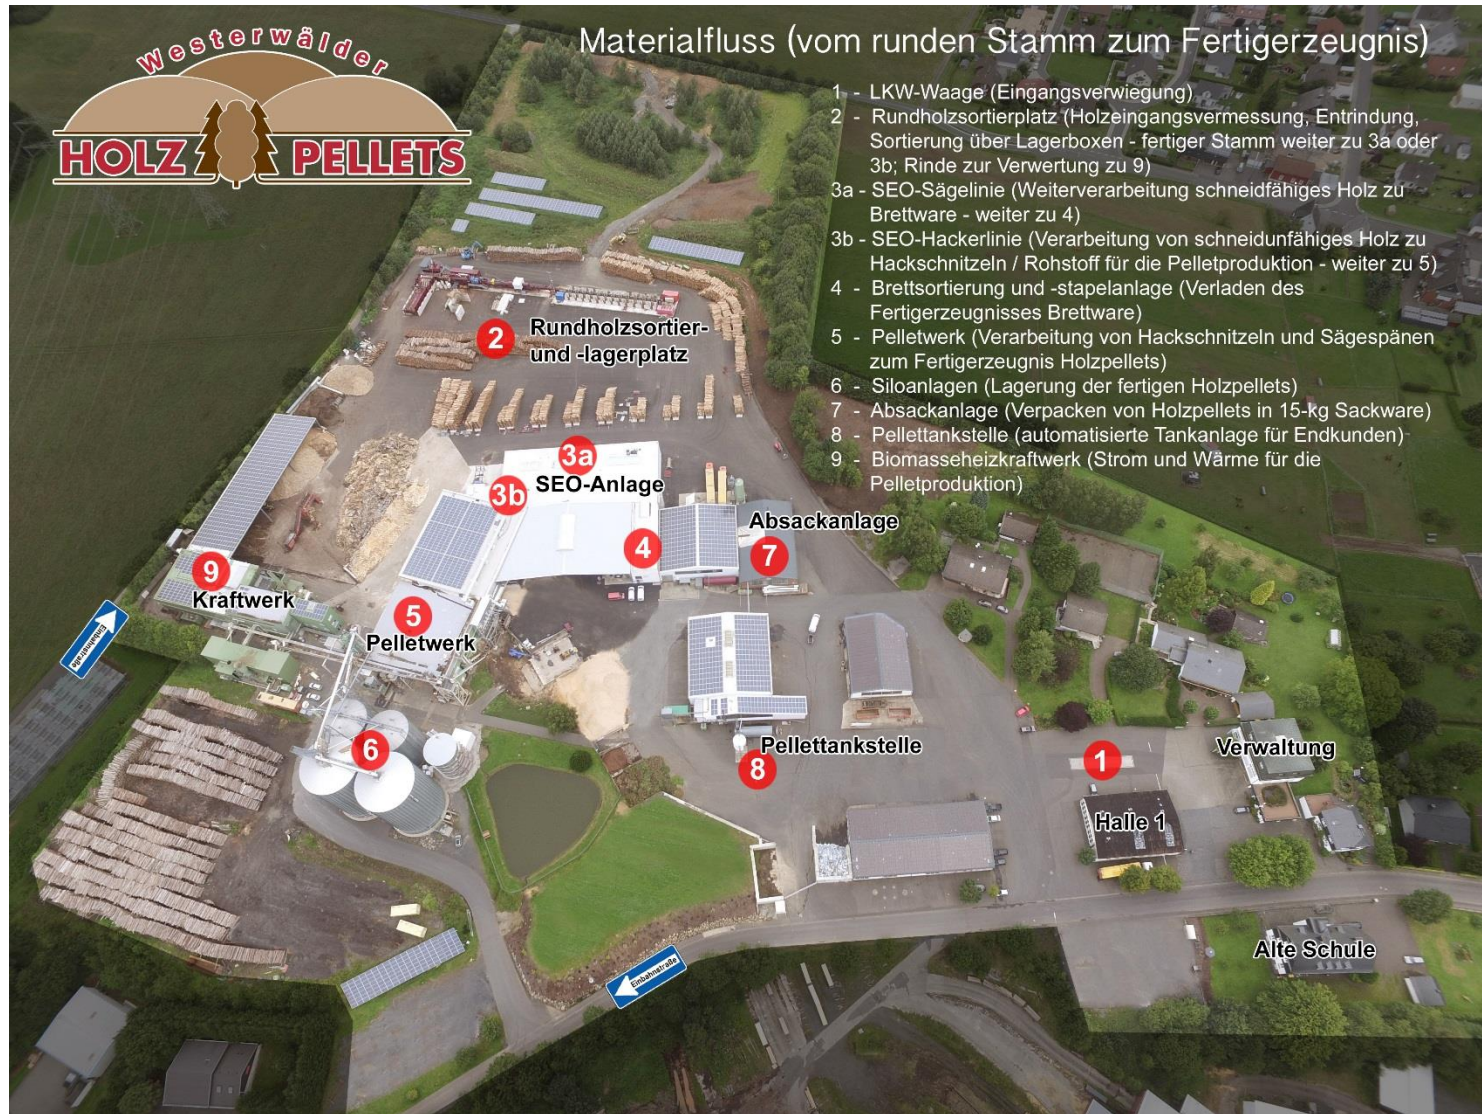 Westerwälder
HOLZ PELLETS
Materialfluss (vom runden Stamm zum Fertigerzeugnis)
1 - LKW-Waage (Eingangsverwiegung)
2 - Rundholzsortierplatz (Holzeingangsvermessung, Entrindung,
Sortierung über Lagerboxen - fertiger Stamm weiter zu 3a oder
3b; Rinde zur Verwertung zu 9)
3a - SEO-Sägelinie (Weiterverarbeitung schneidfähiges Holz zu
Brettware - weiter zu 4)
3b - SEO-Hackerlinie (Verarbeitung von schneidunfähiges Holz zu
Hackschnitzeln / Rohstoff für die Pelletproduktion - weiter zu 5)
4 - Brettsortierung und -stapelanlage (Verladen des
Fertigerzeugnisses Brettware)
5 - Pelletwerk (Verarbeitung von Hackschnitzeln und Sägespänen
zum Fertigerzeugnis Holzpellets)
6 - Siloanlagen (Lagerung der fertigen Holzpellets)
7 - Absackanlage (Verpacken von Holzpellets in 15-kg Sackware)
8 - Pellettankstelle (automatisierte Tankanlage für Endkunden)
9 - Biomasseheizkraftwerk (Strom und Wärme für die
Pelletproduktion)
2
Rundholzsortier-
und -lagerplatz
3a
SEO-Anlage
3b
Absackanlage
4
7
9
Kraftwerk
5
Pelletwerk
Einbahnstraße
6
Pellettankstelle
8
1
Verwaltung
Halle 1
Alte Schule
Einbahnstraße